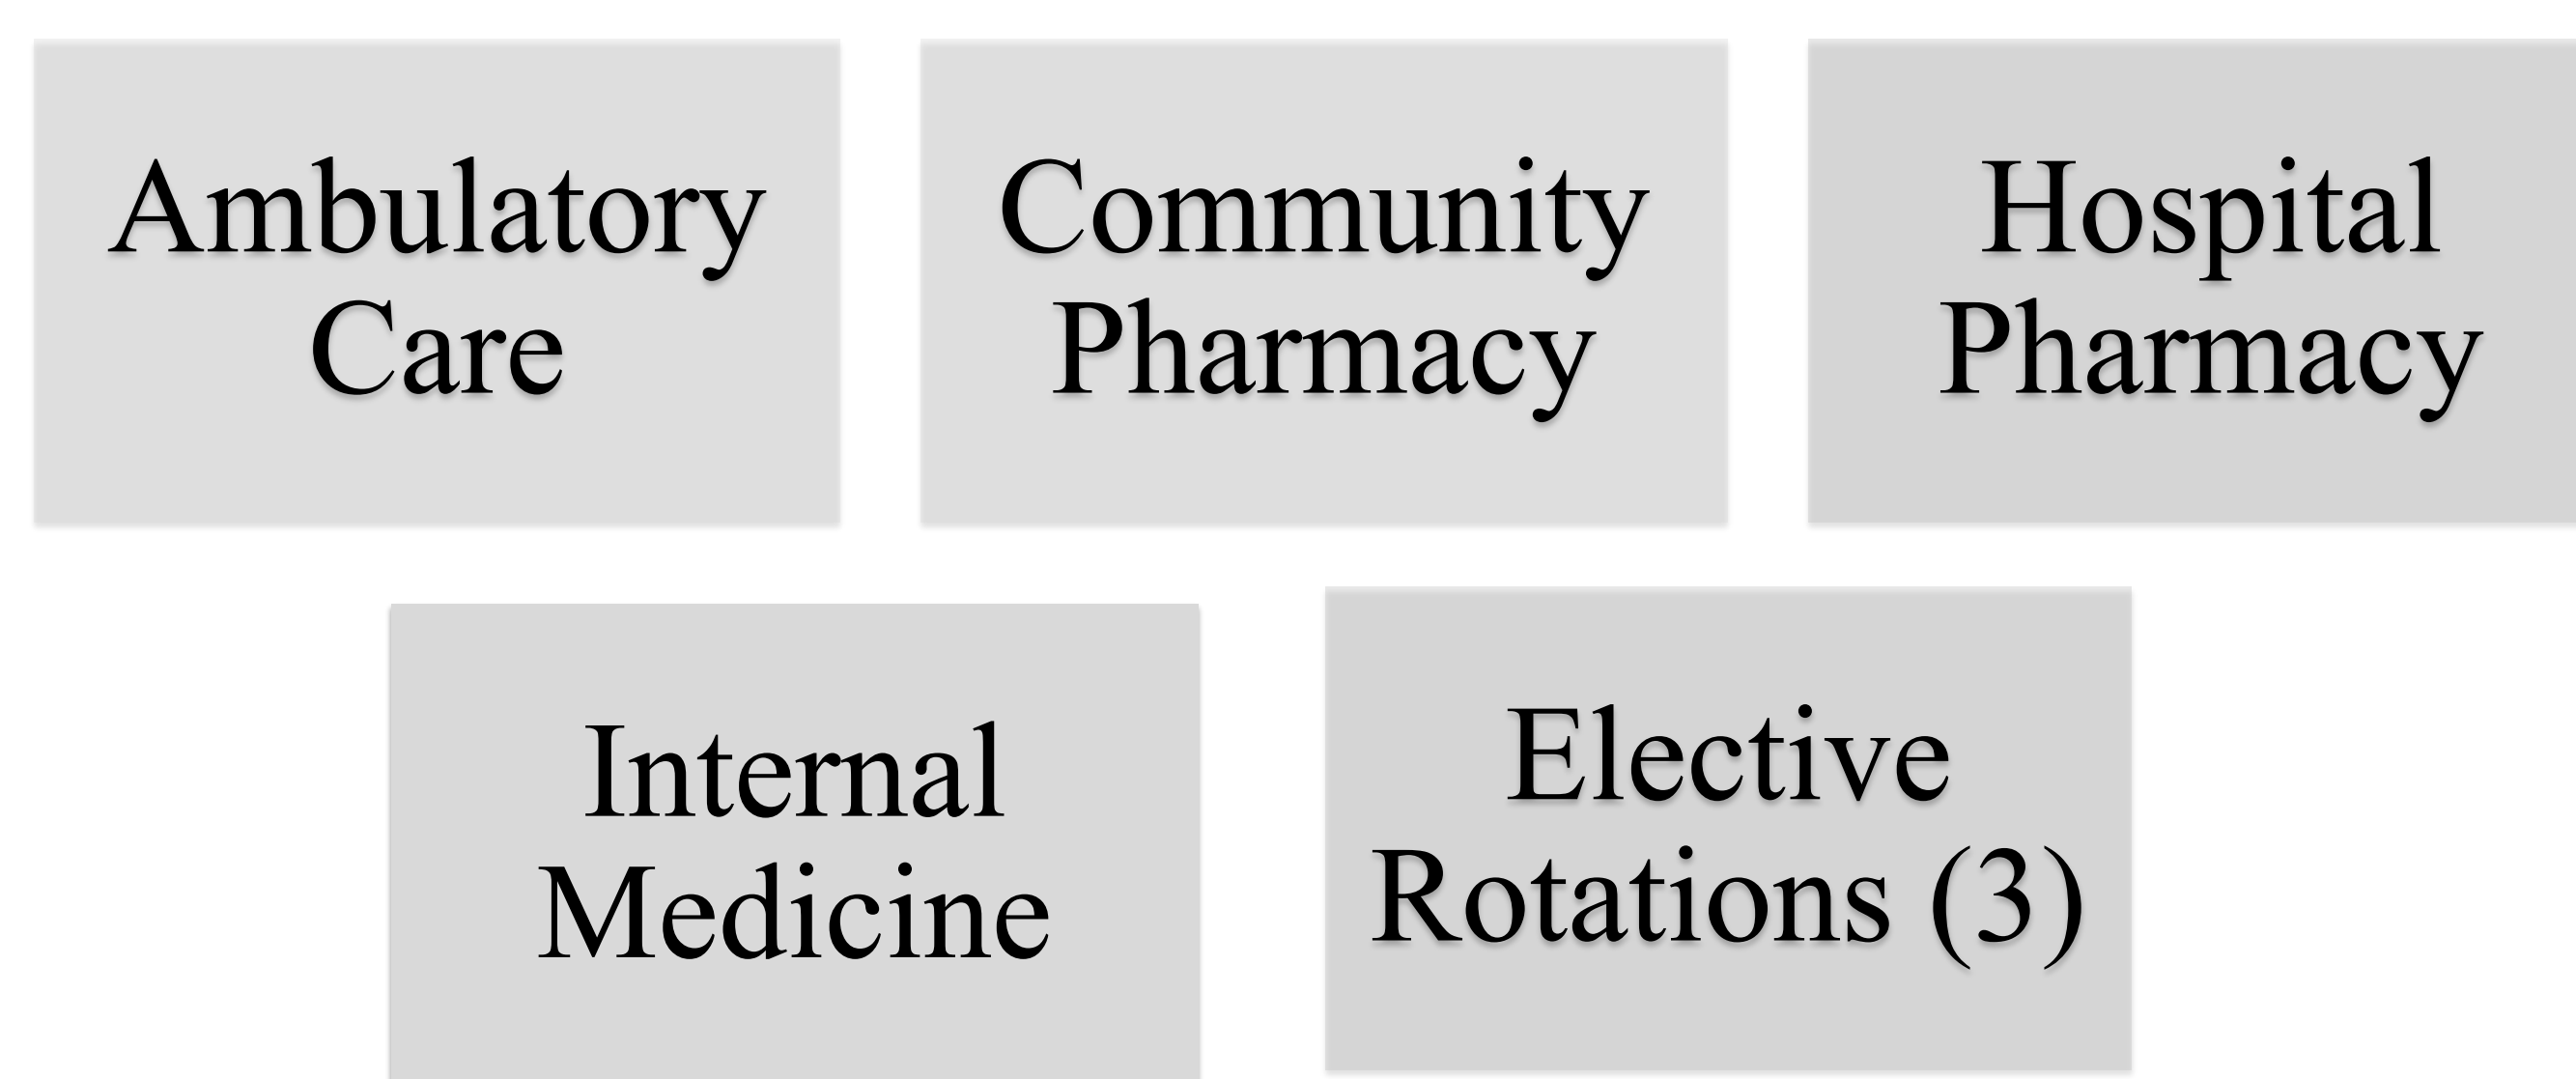 Ambulatory
Care
Community
Pharmacy
Hospital
Pharmacy
Internal
Medicine
Elective
Rotations (3)